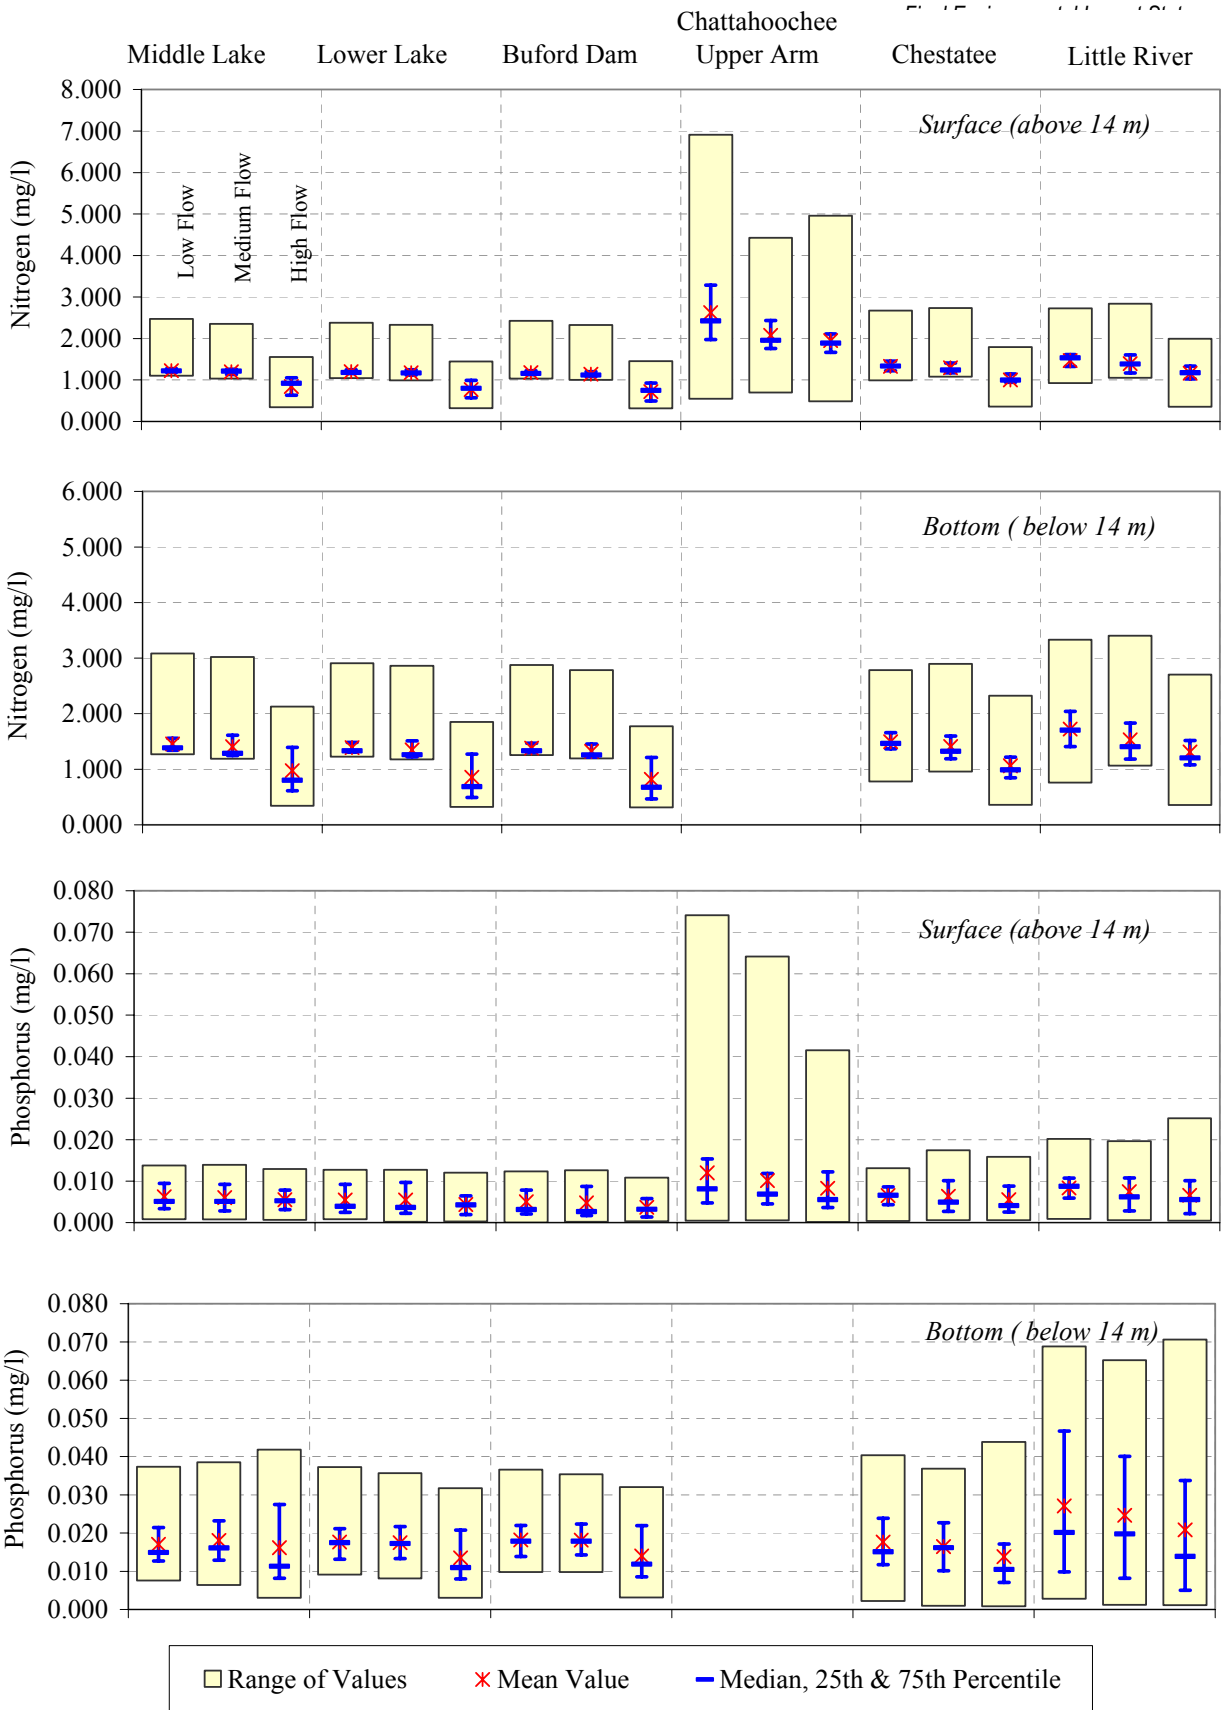 Chattahoochee
Middle Lake Lower Lake Buford Dam Upper Arm Chestatee Little River
8.000
7.000
6.000
5.000
4.000
3.000
2.000
1.000
0.000
Nitrogen (mg/l)
Surface (above 14 m)
Low Flow
Medium Flow
High Flow
6.000
5.000
4.000
3.000
2.000
1.000
0.000
Nitrogen (mg/l)
Bottom ( below 14 m)
0.080
0.070
0.060
0.050
0.040
0.030
0.020
0.010
0.000
Phosphorus (mg/l)
Surface (above 14 m)
0.080
0.070
0.060
0.050
0.040
0.030
0.020
0.010
0.000
Phosphorus (mg/l)
Bottom ( below 14 m)
Range of Values Mean Value Median, 25th & 75th Percentile